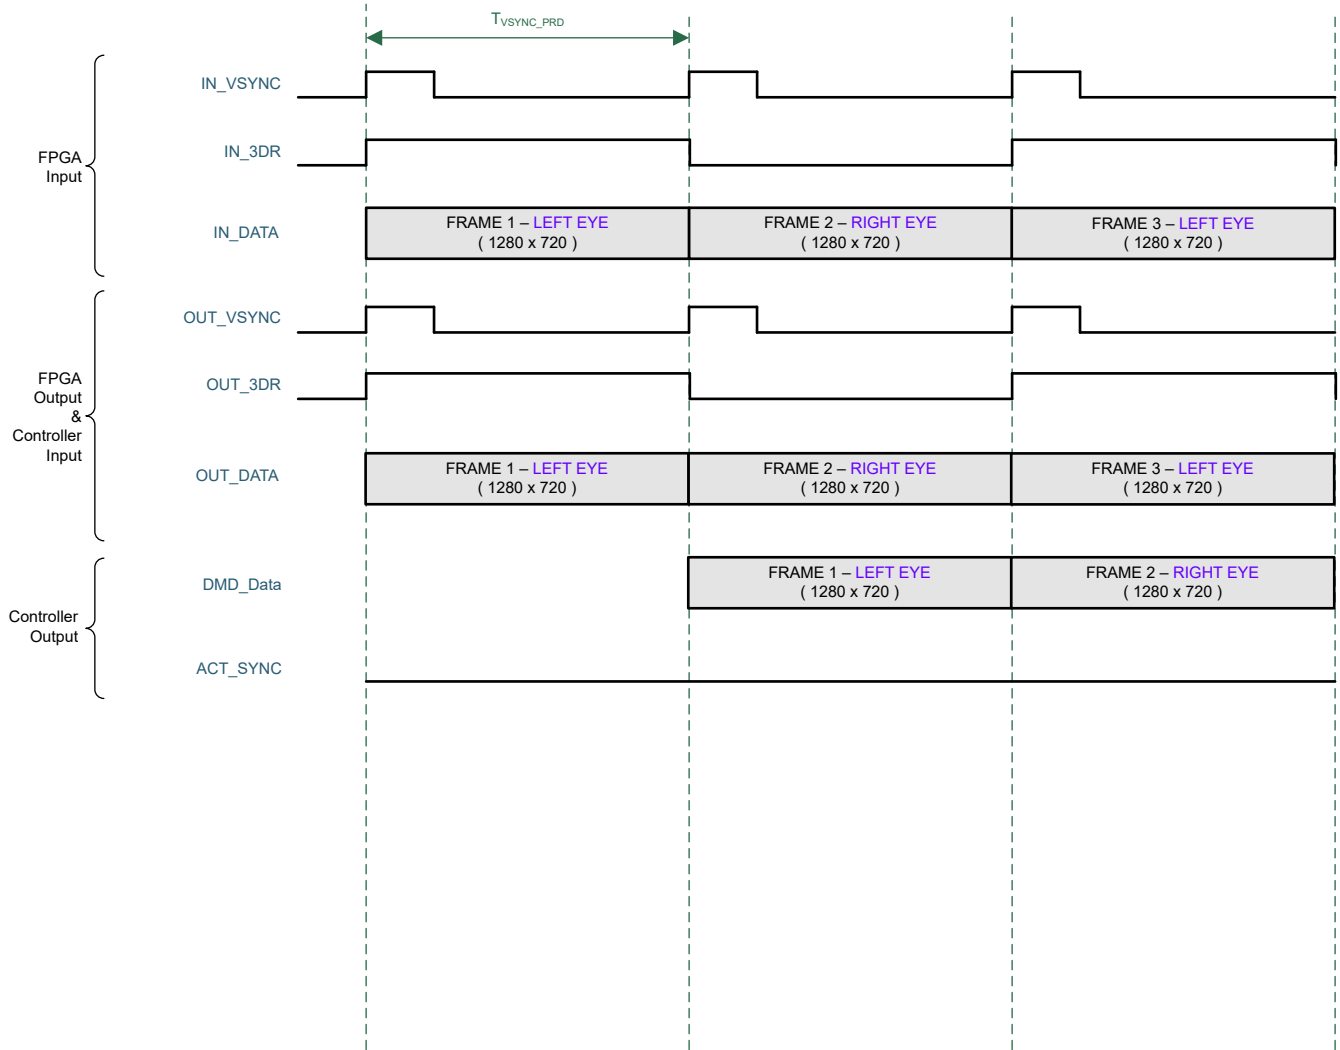 TVSYNC_PRD
IN_VSYNC
IN_3DR
FPGA
Input
IN_DATA
FRAME 1 – LEFT EYE
( 1280 x 720 )
FRAME 2 – RIGHT EYE
( 1280 x 720 )
FRAME 3 – LEFT EYE
( 1280 x 720 )
OUT_VSYNC
OUT_3DR
FPGA
Output
&
Controller
Input
OUT_DATA
FRAME 1 – LEFT EYE
( 1280 x 720 )
FRAME 2 – RIGHT EYE
( 1280 x 720 )
FRAME 3 – LEFT EYE
( 1280 x 720 )
DMD_Data
FRAME 1 – LEFT EYE
( 1280 x 720 )
FRAME 2 – RIGHT EYE
( 1280 x 720 )
Controller
Output
ACT_SYNC